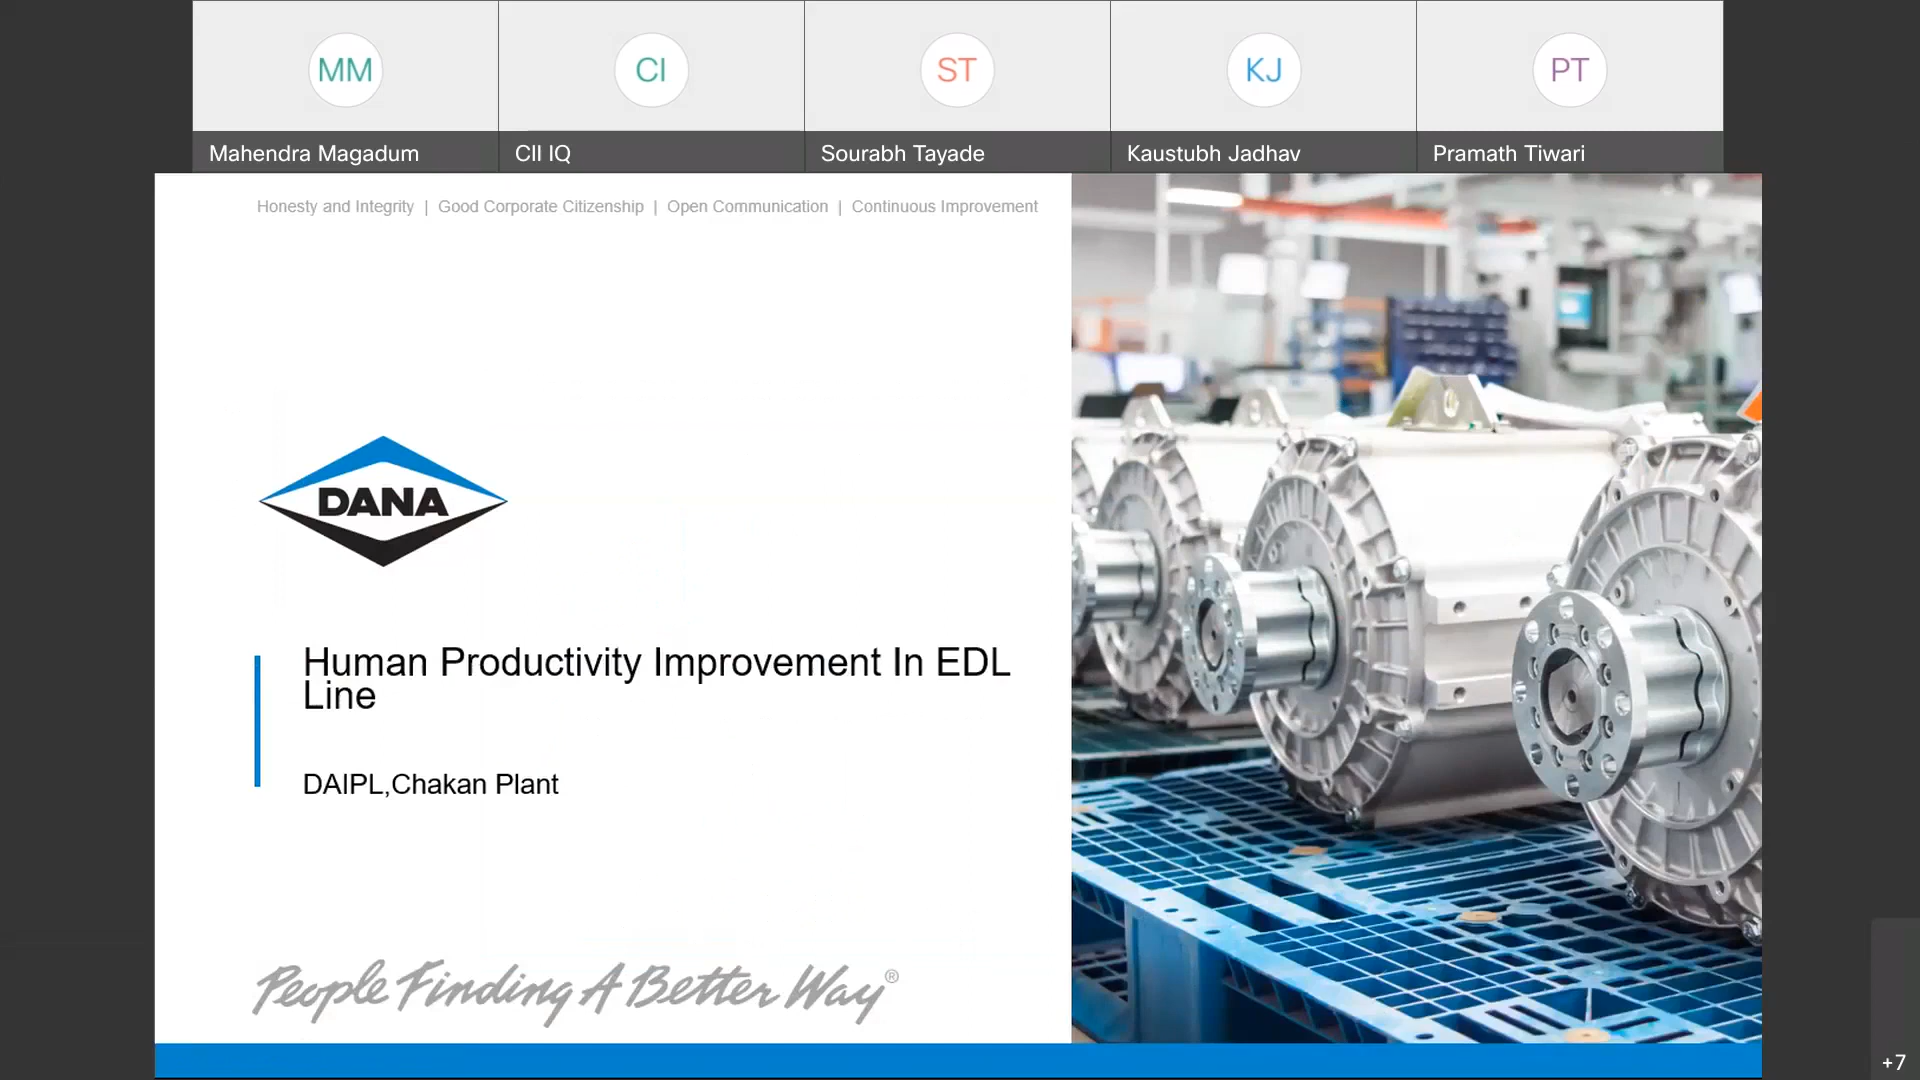 MM
CI
ST
KJ
PT
Mahendra Magadum
CII IQ
Sourabh Tayade
Kaustubh Jadhav
Pramath Tiwari
Honesty and Integrity | Good Corporate Citizenship | Open Communication | Continuous Improvement
DANA
Human Productivity Improvement In EDL
Line
DAIPL,Chakan Plant
People Finding A Better Way®
+7